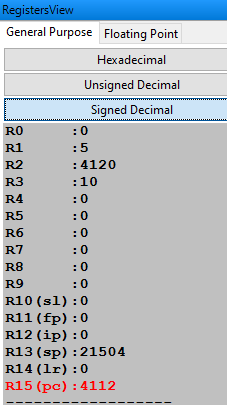 RegistersView
General Purpose Floating Point
Hexadecimal
Unsigned Decimal
Signed Decimal
R0 :0
R1 :5
R2 :4120
R3 :10
R4 :0
R5 :0
R6 :0
R7 :0
R8 :0
R9 :0
R10(sl):0
R11(fp):0
R12(ip):0
R13(sp):21504
R14(lr):0
R15(pc):4112
------------------